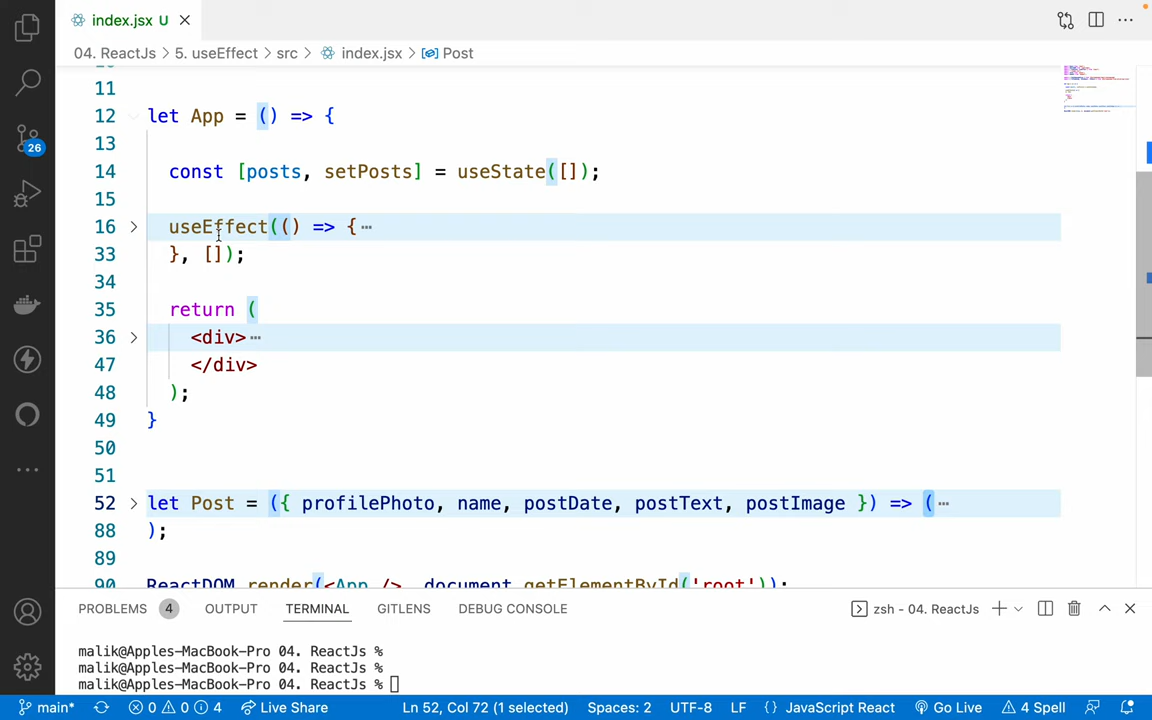 index.jsx U
04. ReactJs > 5. useEffect > src > index.jsx > Post
11
12 let App = () => {
13
14 const [posts, setPosts] = useState([]);
15
16 useEffect(() => {…
33 }, []);
34
35 return (
36 <div>…
47 </div>
48 );
49 }
50
51
52 let Post = ({ profilePhoto, name, postDate, postText, postImage }) => (…
88 );
89
90 ReactDOM.render(<App />, document.getElementById('root'));
26
PROBLEMS 4 OUTPUT TERMINAL GITLENS DEBUG CONSOLE zsh - 04. ReactJs
malik@Apples-MacBook-Pro 04. ReactJs %
malik@Apples-MacBook-Pro 04. ReactJs %
malik@Apples-MacBook-Pro 04. ReactJs %
main* 0 0 4 Live Share Ln 52, Col 72 (1 selected) Spaces: 2 UTF-8 LF {} JavaScript React Go Live 4 Spell